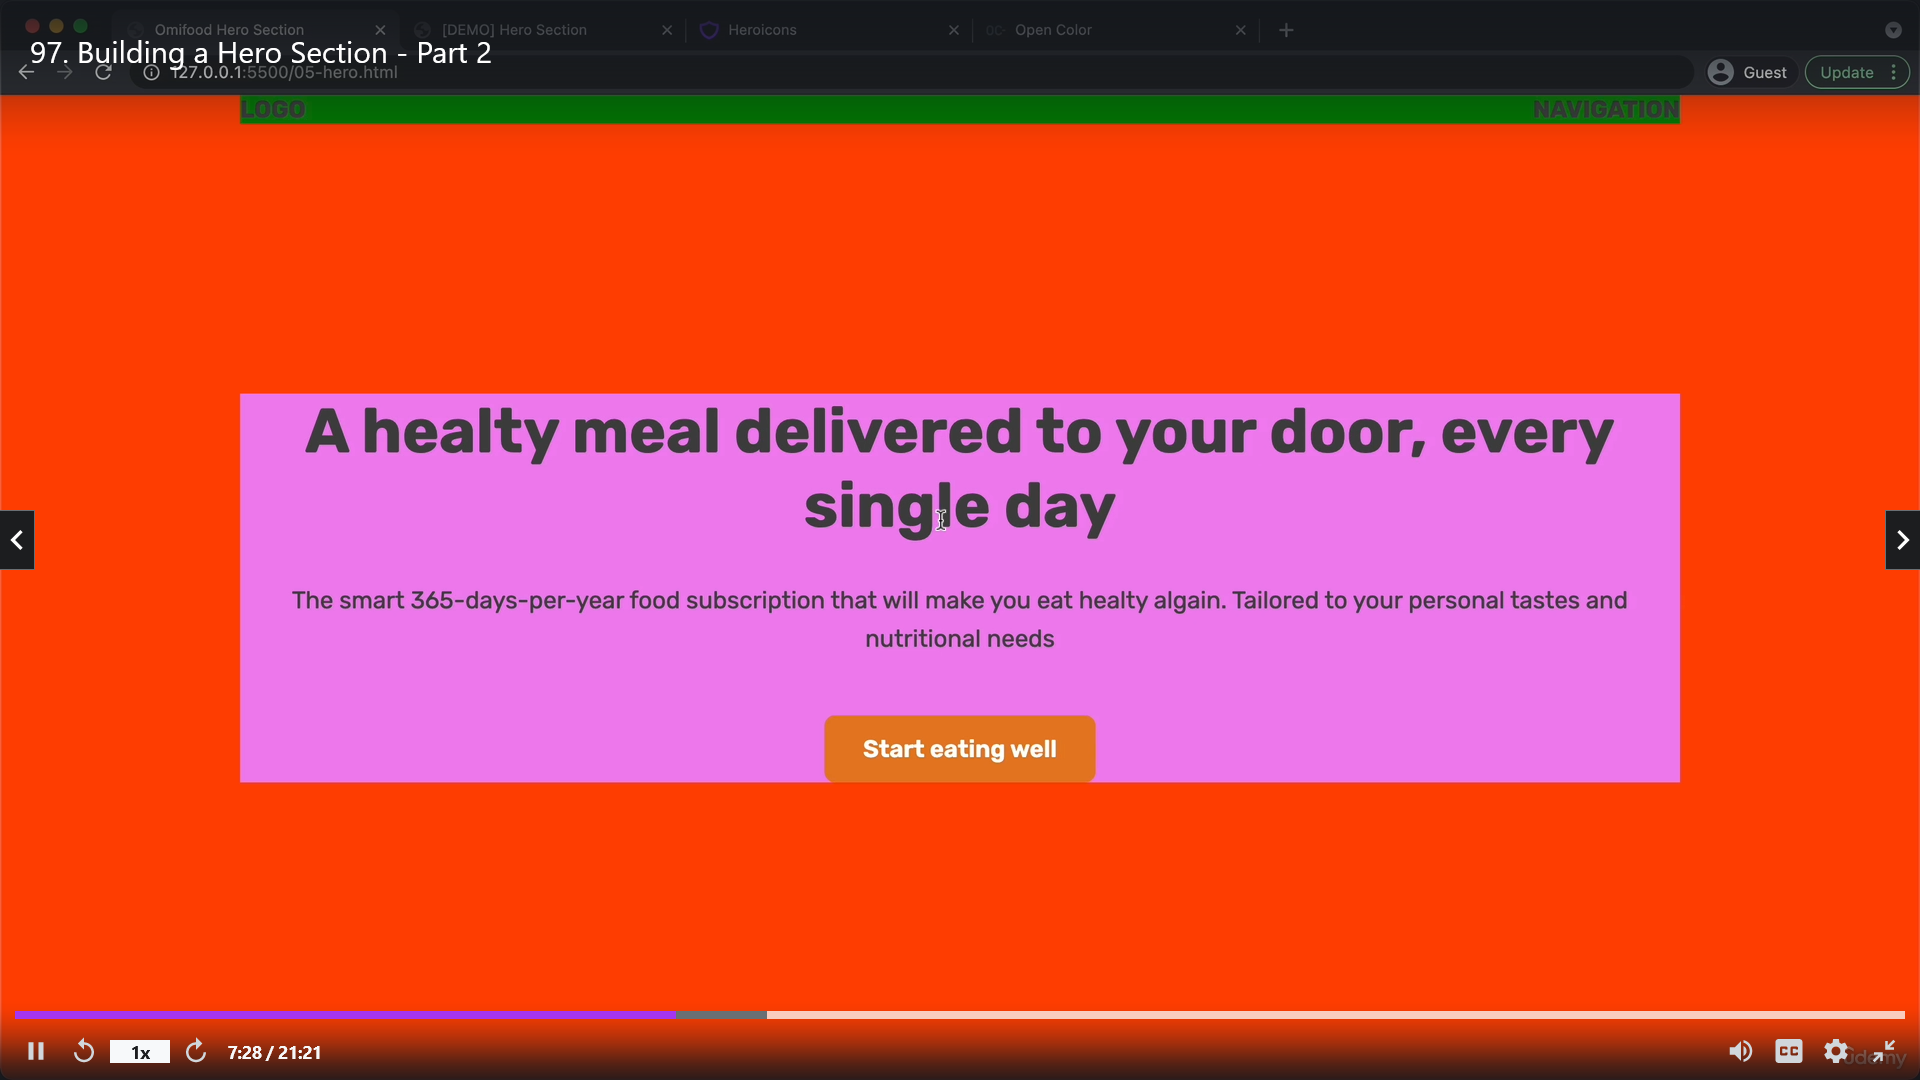 Omifood Hero Section
[DEMO] Hero Section
Heroicons
Open Color
97. Building a Hero Section - Part 2
127.0.0.1:5500/05-hero.html
Guest
Update
LOGO
NAVIGATION
A healty meal delivered to your door, every
single day
The smart 365-days-per-year food subscription that will make you eat healty algain. Tailored to your personal tastes and
nutritional needs
Start eating well
1x
7:28 / 21:21
CC
Udemy